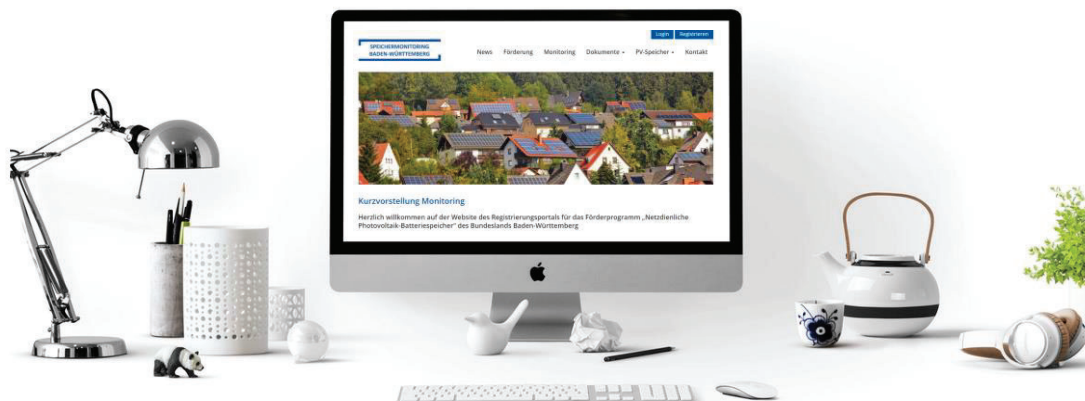 Login Registrieren
SPEICHERMONITORING
BADEN-WÜRTTEMBERG
News Förderung Monitoring Dokumente PV-Speicher Kontakt
Kurzvorstellung Monitoring
Herzlich willkommen auf der Website des Registrierungsportals für das Förderprogramm „Netzdienliche
Photovoltaik-Batteriespeicher“ des Bundeslands Baden-Württemberg